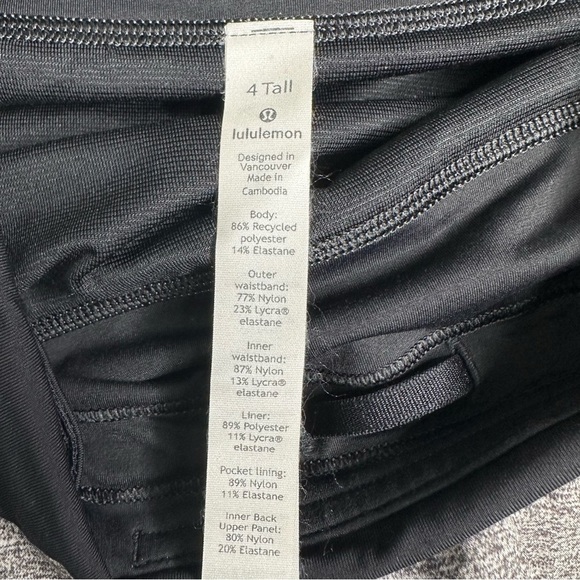 4 Tall
lululemon
Designed in
Vancouver
Made in
Cambodia
Body:
86% Recycled
polyester
14% Elastane
Outer
waistband:
77% Nylon
23% Lycra®
elastane
Inner
waistband:
87% Nylon
13% Lycra®
elastane
Liner:
89% Polyester
11% Lycra®
elastane
Pocket lining:
89% Nylon
11% Elastane
Inner Back
Upper Panel:
80% Nylon
20% Elastane